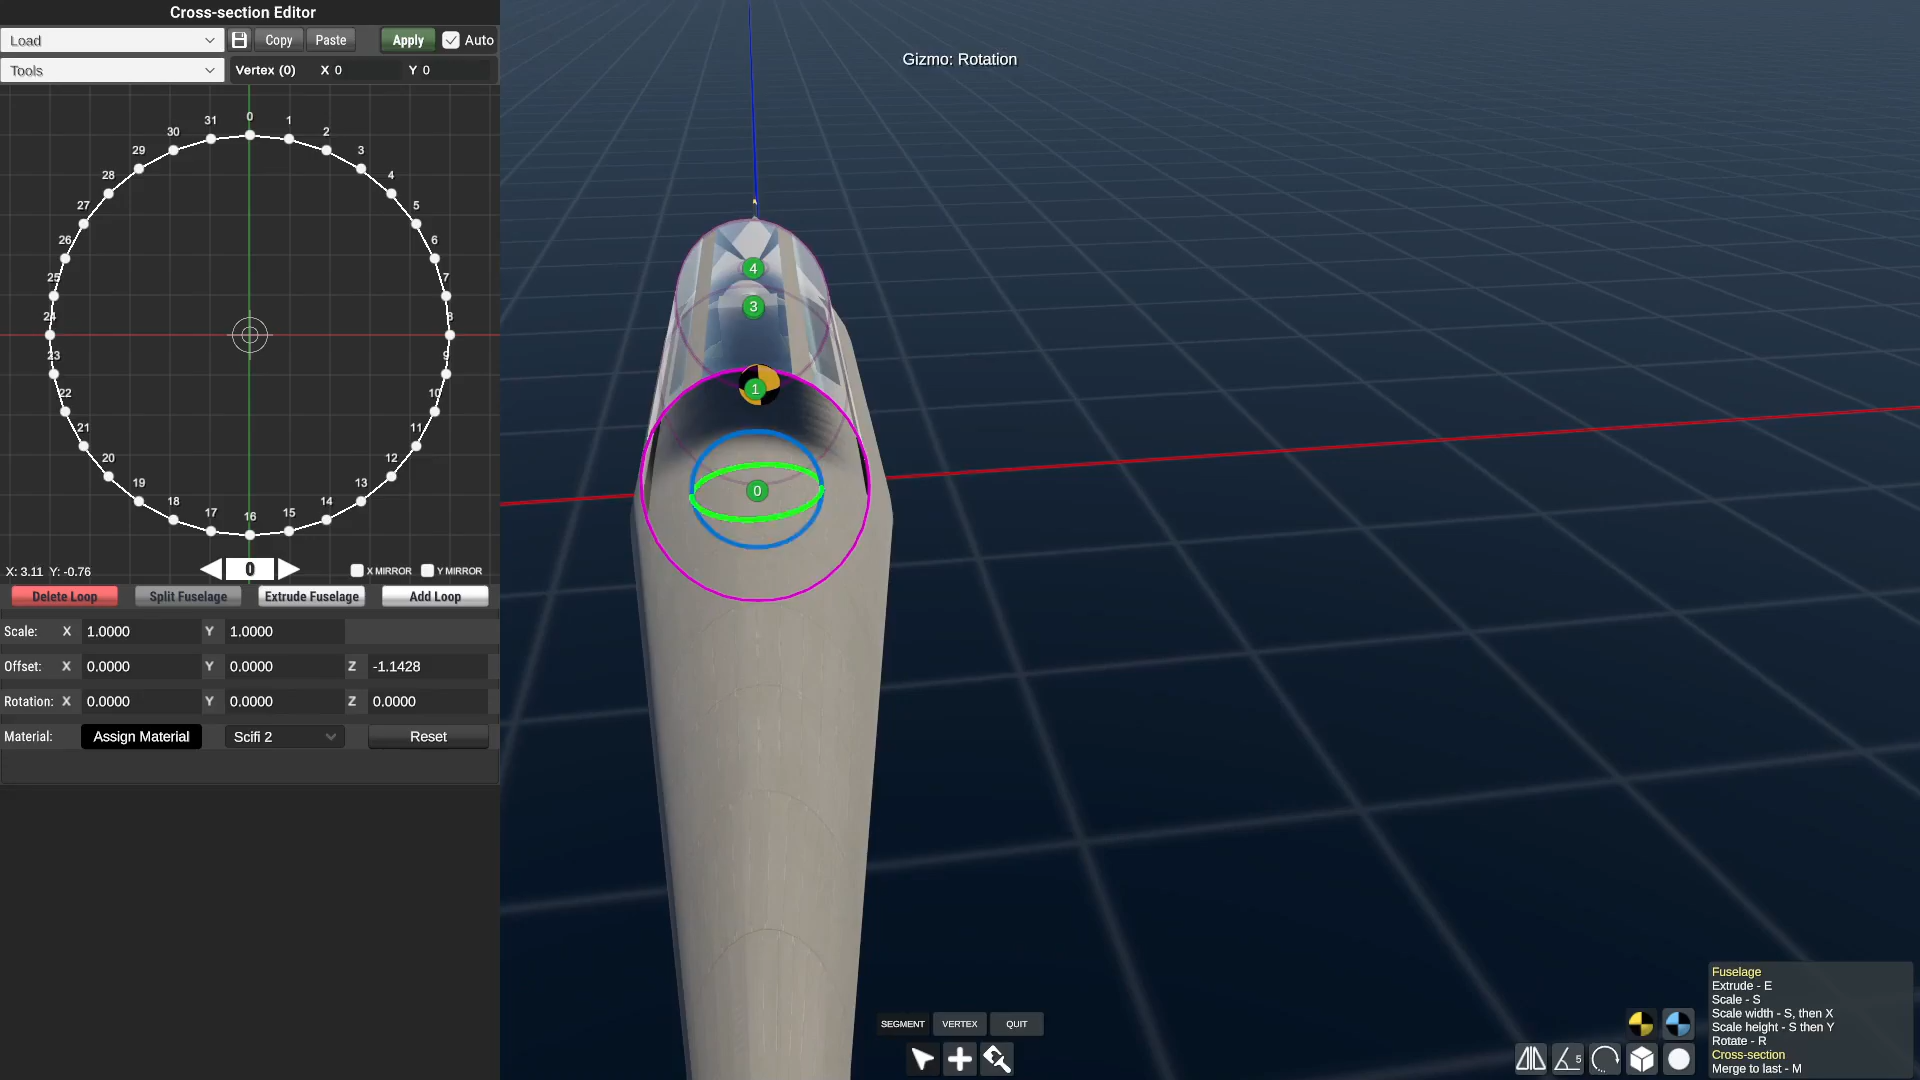 Cross-section Editor
Load
Copy
Paste
Apply
Auto
Tools
Vertex (0)
X 0
Y 0
0
1
2
3
4
5
6
7
8
9
10
11
12
13
14
15
16
17
18
19
20
21
22
23
24
25
26
27
28
29
30
31
X: 3.11 Y: -0.76
0
X MIRROR
Y MIRROR
Delete Loop
Split Fuselage
Extrude Fuselage
Add Loop
Scale: X 1.0000 Y 1.0000
Offset: X 0.0000 Y 0.0000 Z -1.1428
Rotation: X 0.0000 Y 0.0000 Z 0.0000
Material: Assign Material Scifi 2 Reset
Gizmo: Rotation
4
3
1
0
SEGMENT
VERTEX
QUIT
5
Fuselage
Extrude - E
Scale - S
Scale width - S, then X
Scale height - S then Y
Rotate - R
Cross-section
Merge to last - M